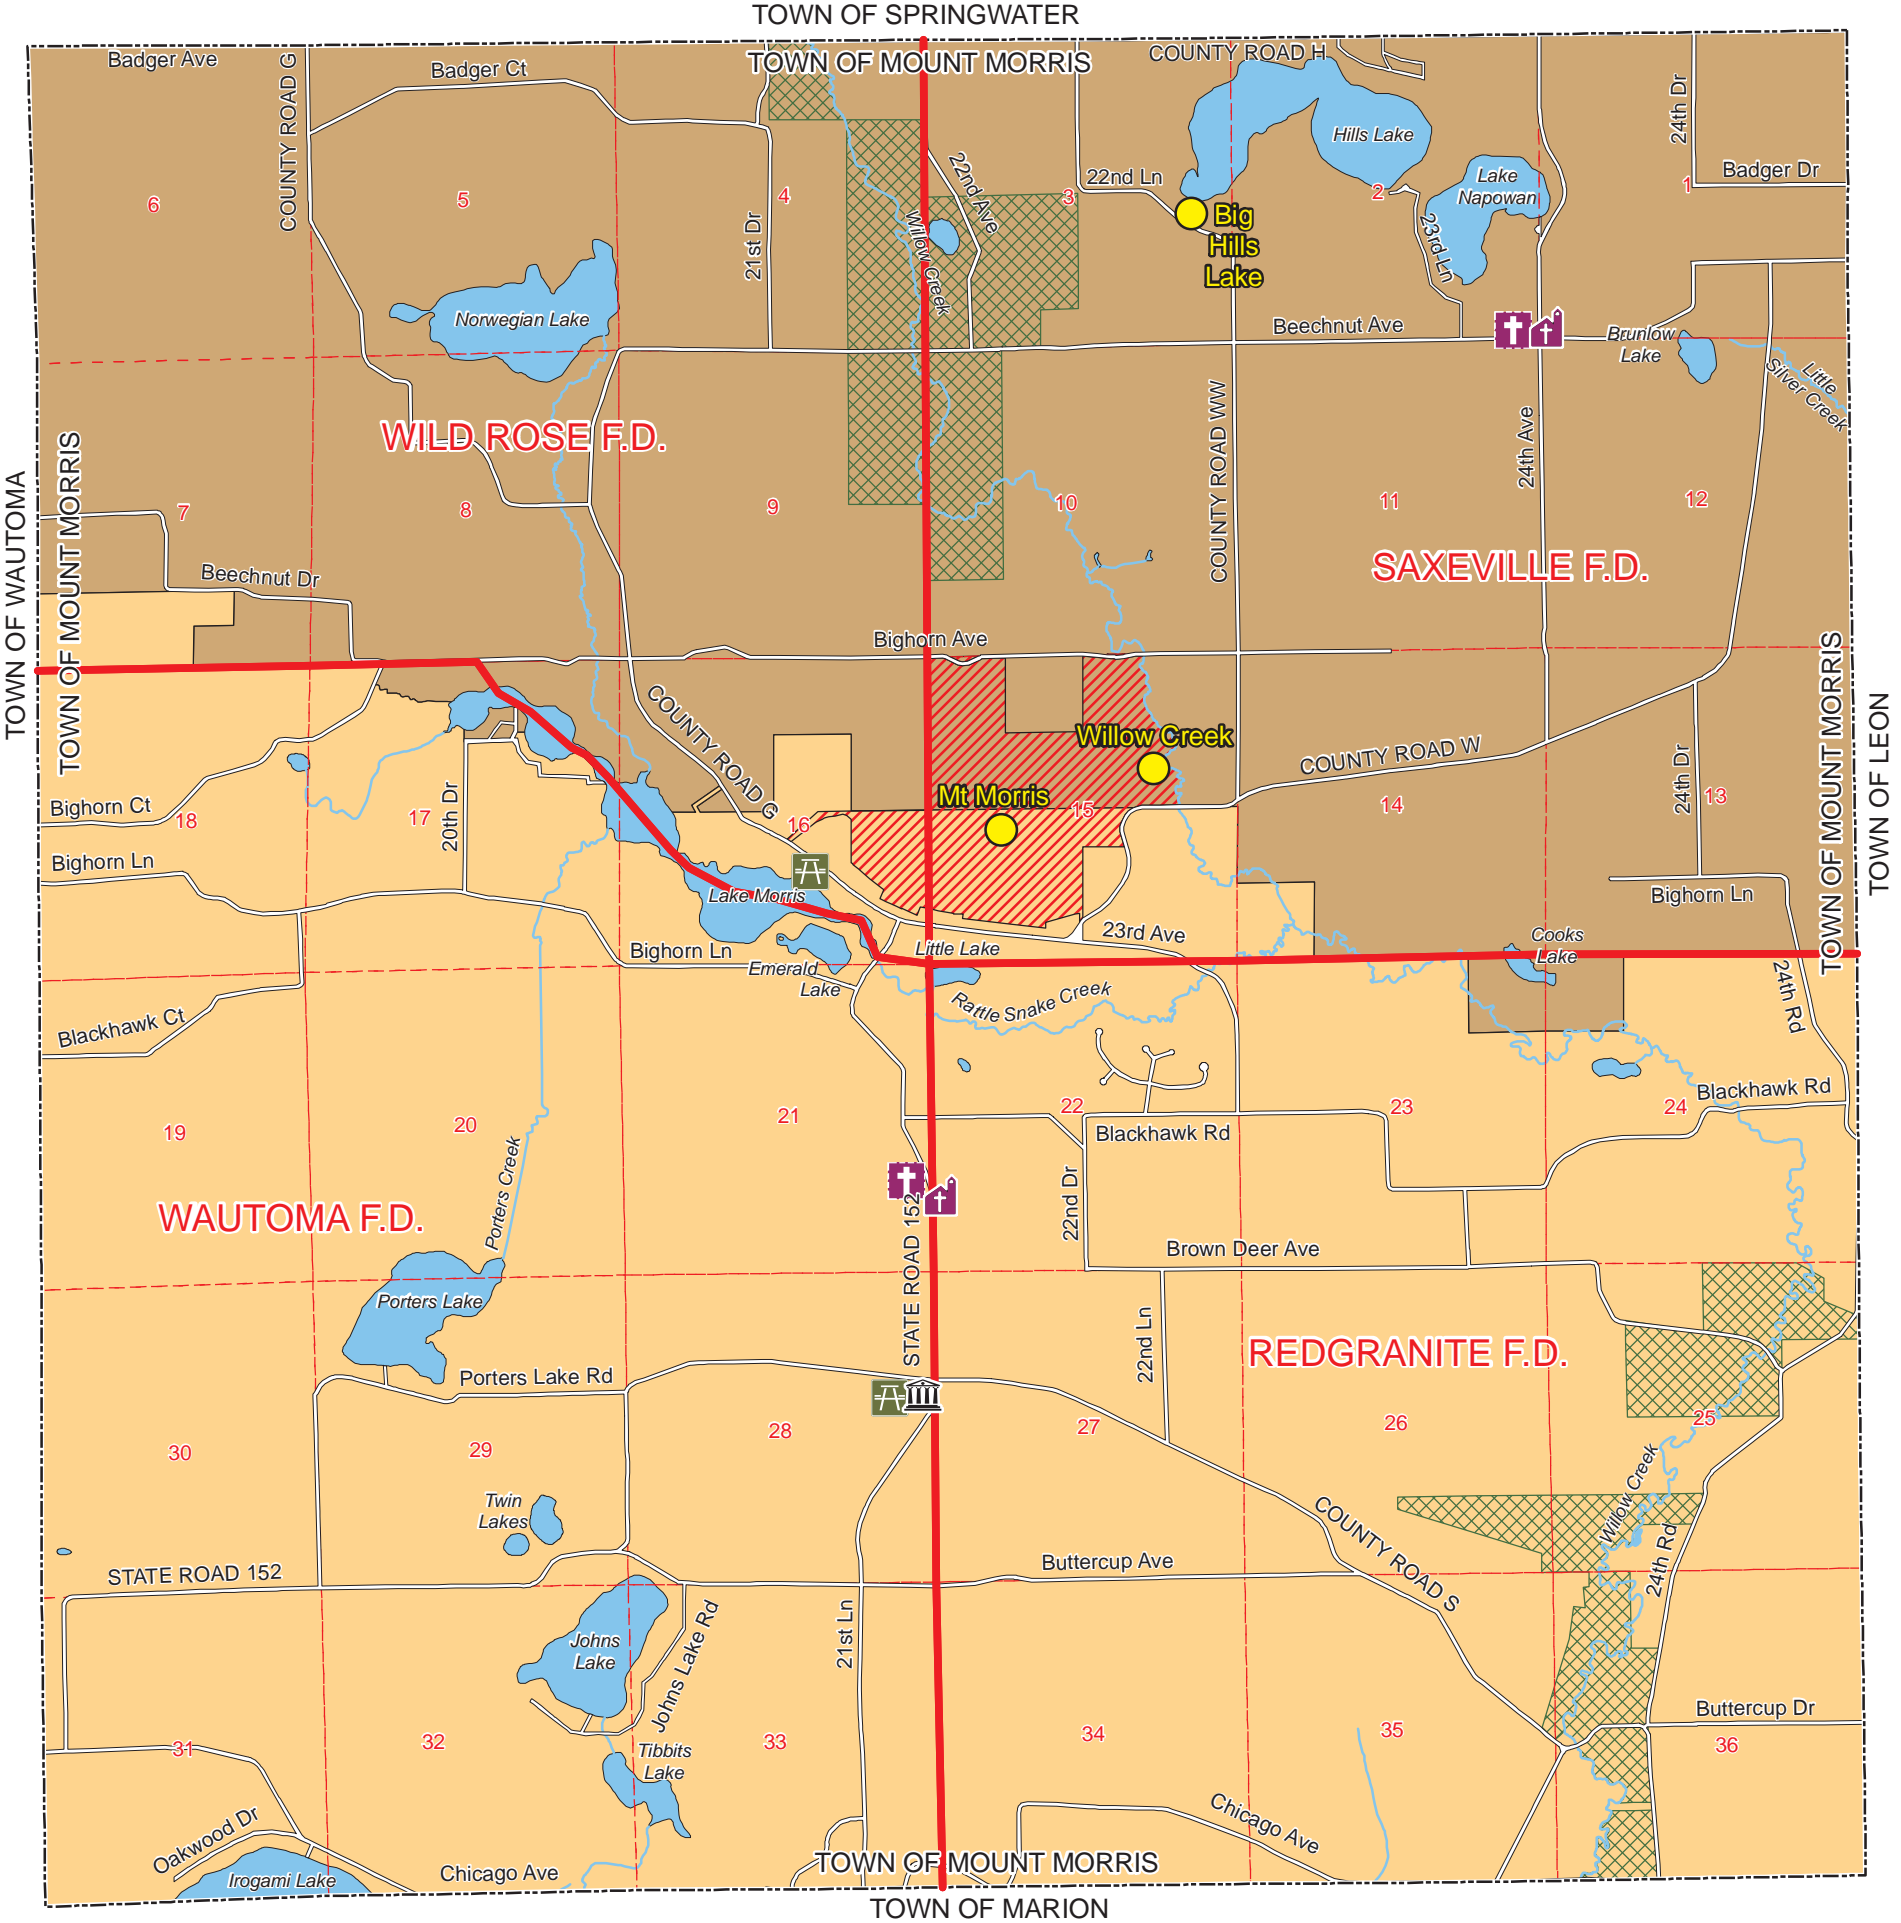 TOWN OF SPRINGWATER
TOWN OF MOUNT MORRIS
COUNTY ROAD H
Badger Ave
Badger Ct
COUNTY ROAD G
24th Dr
Hills Lake
Badger Dr
22nd Ln
22nd Ave
Lake
Napowan
6
5
4
3
2
1
21st Dr
Willow Creek
Big
Hills
Lake
23rd Ln
Norwegian Lake
Beechnut Ave
Brunlow
Lake
Little
Silver Creek
WILD ROSE F.D.
COUNTY ROAD WW
24th Ave
TOWN OF WAUTOMA
TOWN OF MOUNT MORRIS
7
8
9
10
11
12
SAXEVILLE F.D.
Beechnut Dr
Bighorn Ave
TOWN OF MOUNT MORRIS
TOWN OF LEON
COUNTY ROAD G
Willow Creek
COUNTY ROAD W
24th Dr
Mt Morris
Bighorn Ct
18
17
20th Dr
16
15
14
13
Bighorn Ln
Lake Morris
Bighorn Ln
23rd Ave
Bighorn Ln
Emerald
Lake
Little Lake
Cooks
Lake
Rattle Snake Creek
24th Rd
Blackhawk Ct
Blackhawk Rd
19
20
21
22
23
24
Blackhawk Rd
Porters Creek
22nd Dr
WAUTOMA F.D.
STATE ROAD 152
Brown Deer Ave
Porters Lake
22nd Ln
REDGRANITE F.D.
Porters Lake Rd
30
29
28
27
26
25
Twin
Lakes
COUNTY ROAD S
Willow Creek
24th Rd
STATE ROAD 152
Buttercup Ave
Johns
Lake
Johns Lake Rd
21st Ln
Buttercup Dr
31
32
33
34
35
36
Tibbits
Lake
Oakwood Dr
Chicago Ave
Irogami Lake
Chicago Ave
TOWN OF MOUNT MORRIS
TOWN OF MARION